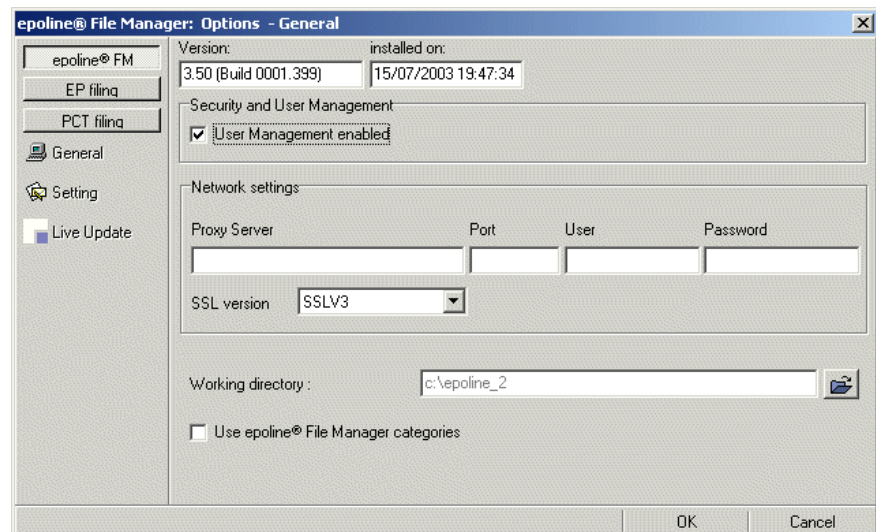 epoline® File Manager: Options - General
epoline® FM
EP filing
PCT filing
General
Setting
Live Update
Version:
installed on:
3.50 (Build 0001.399)
15/07/2003 19:47:34
Security and User Management
User Management enabled
Network settings
Proxy Server
Port
User
Password
SSL version
SSLV3
Working directory :
c:\epoline_2
Use epoline® File Manager categories
OK
Cancel